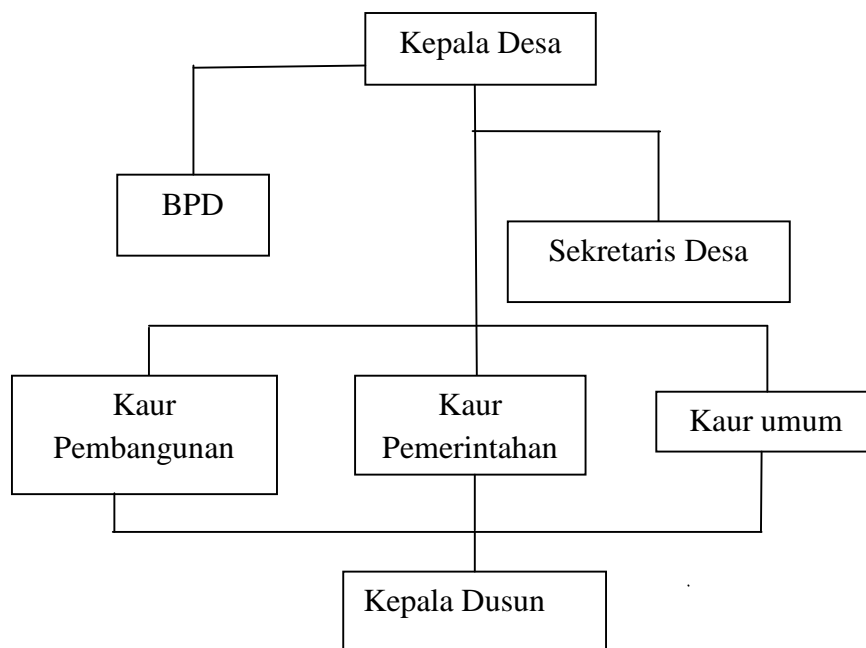 Kepala Desa
BPD
Sekretaris Desa
Kaur
Pembangunan
Kaur
Pemerintahan
Kaur umum
Kepala Dusun